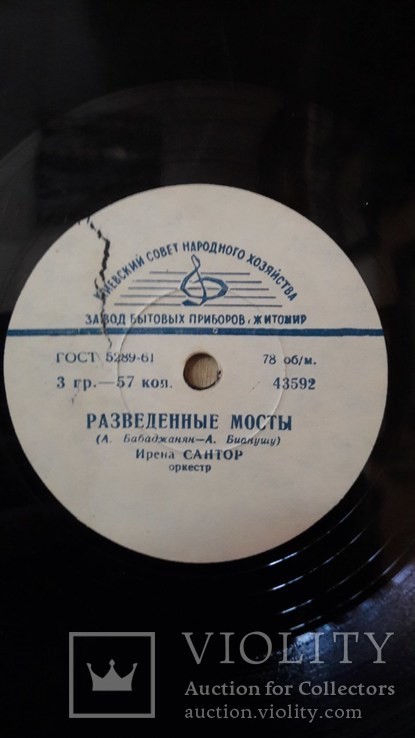 КИЕВСКИЙ СОВЕТ НАРОДНОГО ХОЗЯЙСТВА
ЗАВОД БЫТОВЫХ ПРИБОРОВ, ЖИТОМИР
ГОСТ 5289-61 78 об/м.
3 гр.—57 коп. 43592
РАЗВЕДЕННЫЕ МОСТЫ
(А. Бабаджанян—А. Бианушу)
Ирена САНТОР
оркестр
VIOLITY
Auction for Collectors
auction.violity.com